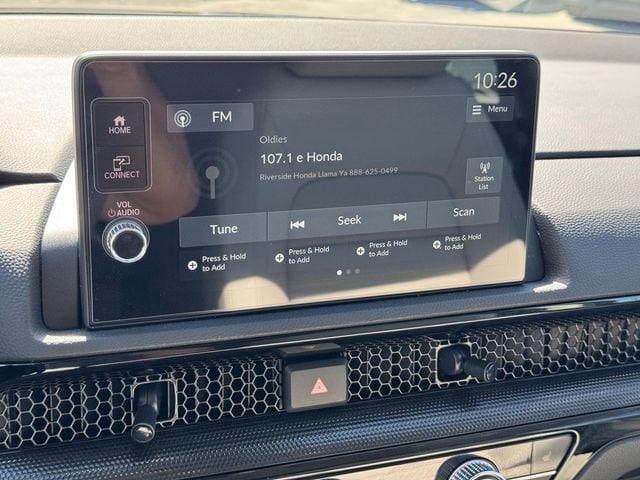 10:26
FM
Menu
HOME
Oldies
107.1 e Honda
Riverside Honda Llama Ya 888-625-0499
CONNECT
Station
List
VOL
AUDIO
Tune
Seek
Scan
Press & Hold
to Add
Press & Hold
to Add
Press & Hold
to Add
Press & Hold
to Add